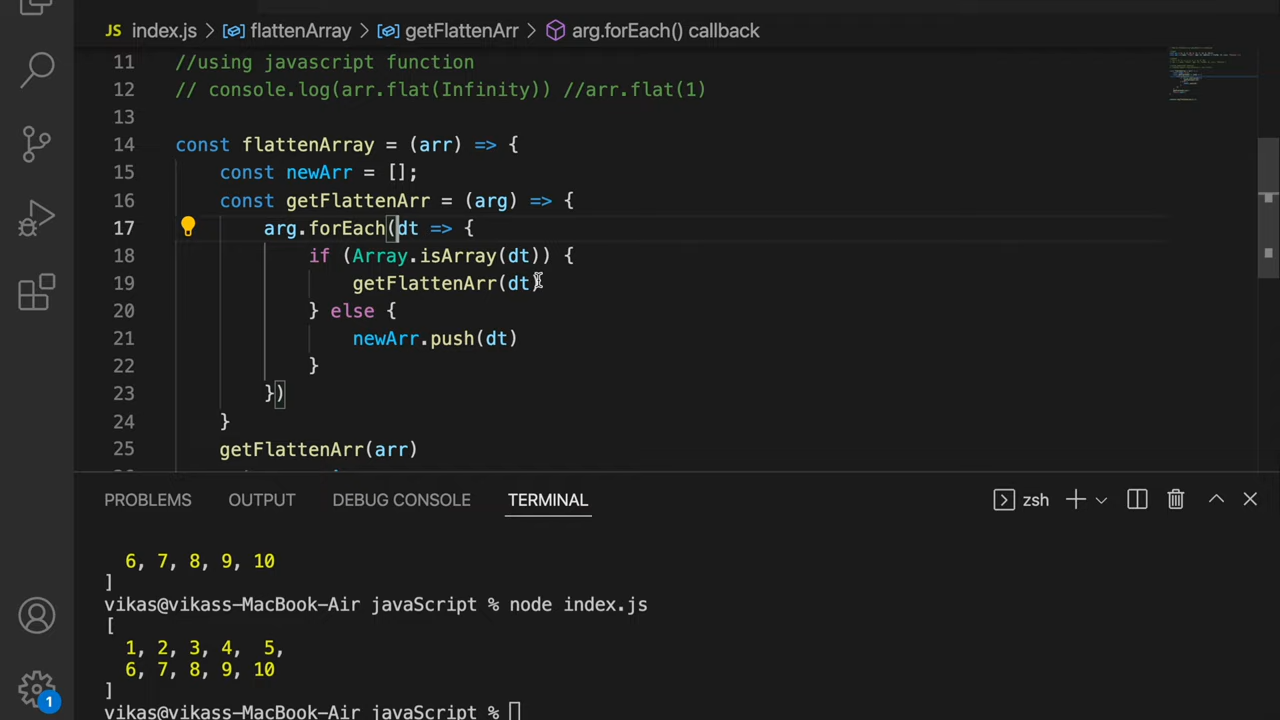 JS index.js > flattenArray > getFlattenArr > arg.forEach() callback
11 //using javascript function
12 // console.log(arr.flat(Infinity)) //arr.flat(1)
13
14 const flattenArray = (arr) => {
15 const newArr = [];
16 const getFlattenArr = (arg) => {
17 arg.forEach(dt => {
18 if (Array.isArray(dt)) {
19 getFlattenArr(dt)
20 } else {
21 newArr.push(dt)
22 }
23 })
24 }
25 getFlattenArr(arr)
PROBLEMS OUTPUT DEBUG CONSOLE TERMINAL zsh
6, 7, 8, 9, 10
]
vikas@vikass-MacBook-Air javaScript % node index.js
[
1, 2, 3, 4, 5,
6, 7, 8, 9, 10
]
1
vikas@vikass-MacBook-Air javaScript %